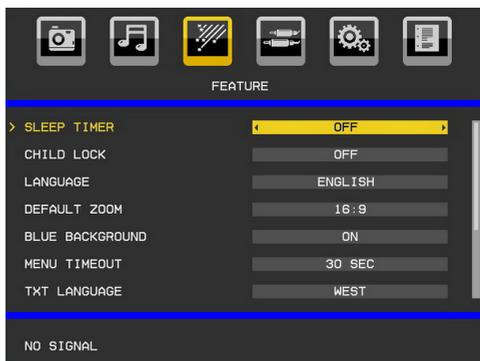 FEATURE
> SLEEP TIMER OFF
CHILD LOCK OFF
LANGUAGE ENGLISH
DEFAULT ZOOM 16:9
BLUE BACKGROUND ON
MENU TIMEOUT 30 SEC
TXT LANGUAGE WEST
NO SIGNAL